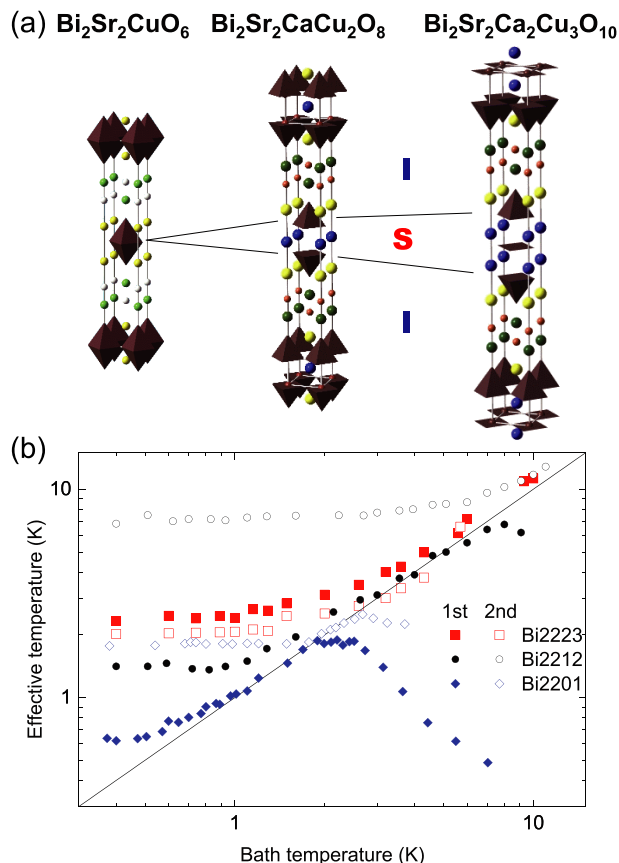 (a) Bi₂Sr₂CuO₆ Bi₂Sr₂CaCu₂O₈ Bi₂Sr₂Ca₂Cu₃O₁₀
I
S
I
(b)
10
1
Effective temperature (K)
1st 2nd
Bi2223
Bi2212
Bi2201
1 10
Bath temperature (K)